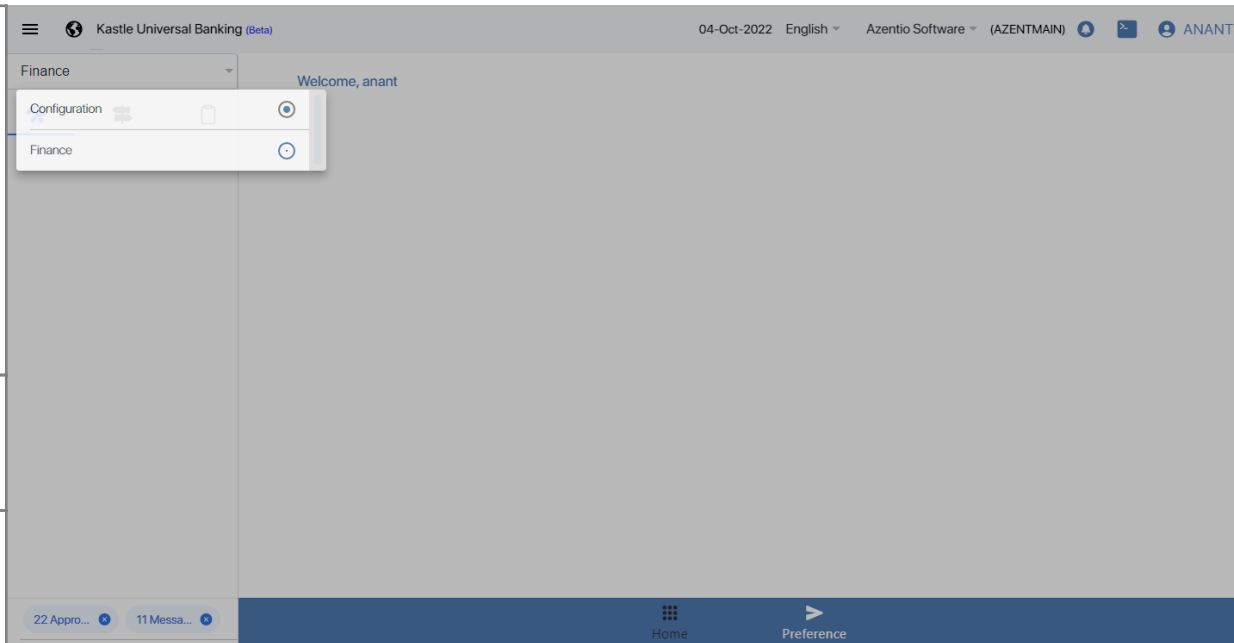 Kastle Universal Banking (Beta)
04-Oct-2022 English Azentio Software (AZENTMAIN) ANANT
Finance
Welcome, anant
Configuration
Finance
22 Appro... 11 Messa...
Home Preference